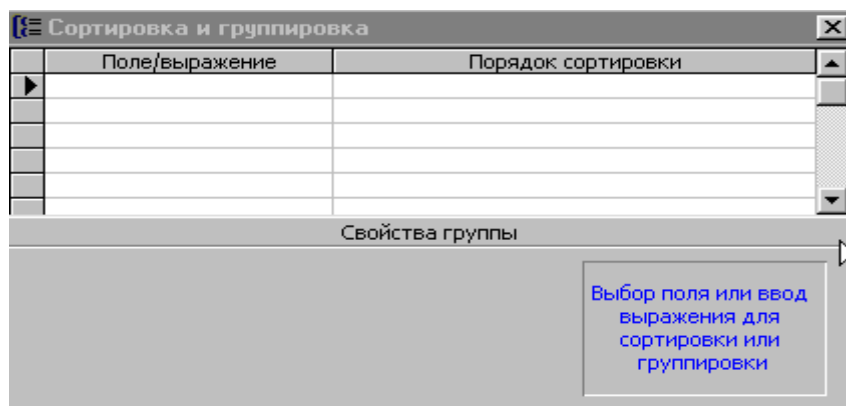 Сортировка и группировка
Поле/выражение Порядок сортировки
Свойства группы
Выбор поля или ввод
выражения для
сортировки или
группировки